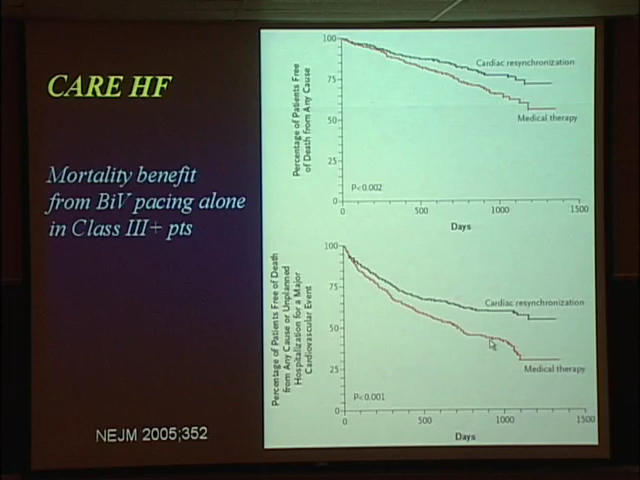 CARE HF
Mortality benefit
from BiV pacing alone
in Class III+ pts
NEJM 2005;352
Percentage of Patients Free
of Death from Any Cause
100
75
50
25
0
Cardiac resynchronization
Medical therapy
P<0.002
0 500 1000 1500
Days
Percentage of Patients Free of Death
from Any Cause or Unplanned
Hospitalization for a Major
Cardiovascular Event
100
75
50
25
0
Cardiac resynchronization
Medical therapy
P<0.001
0 500 1000 1500
Days